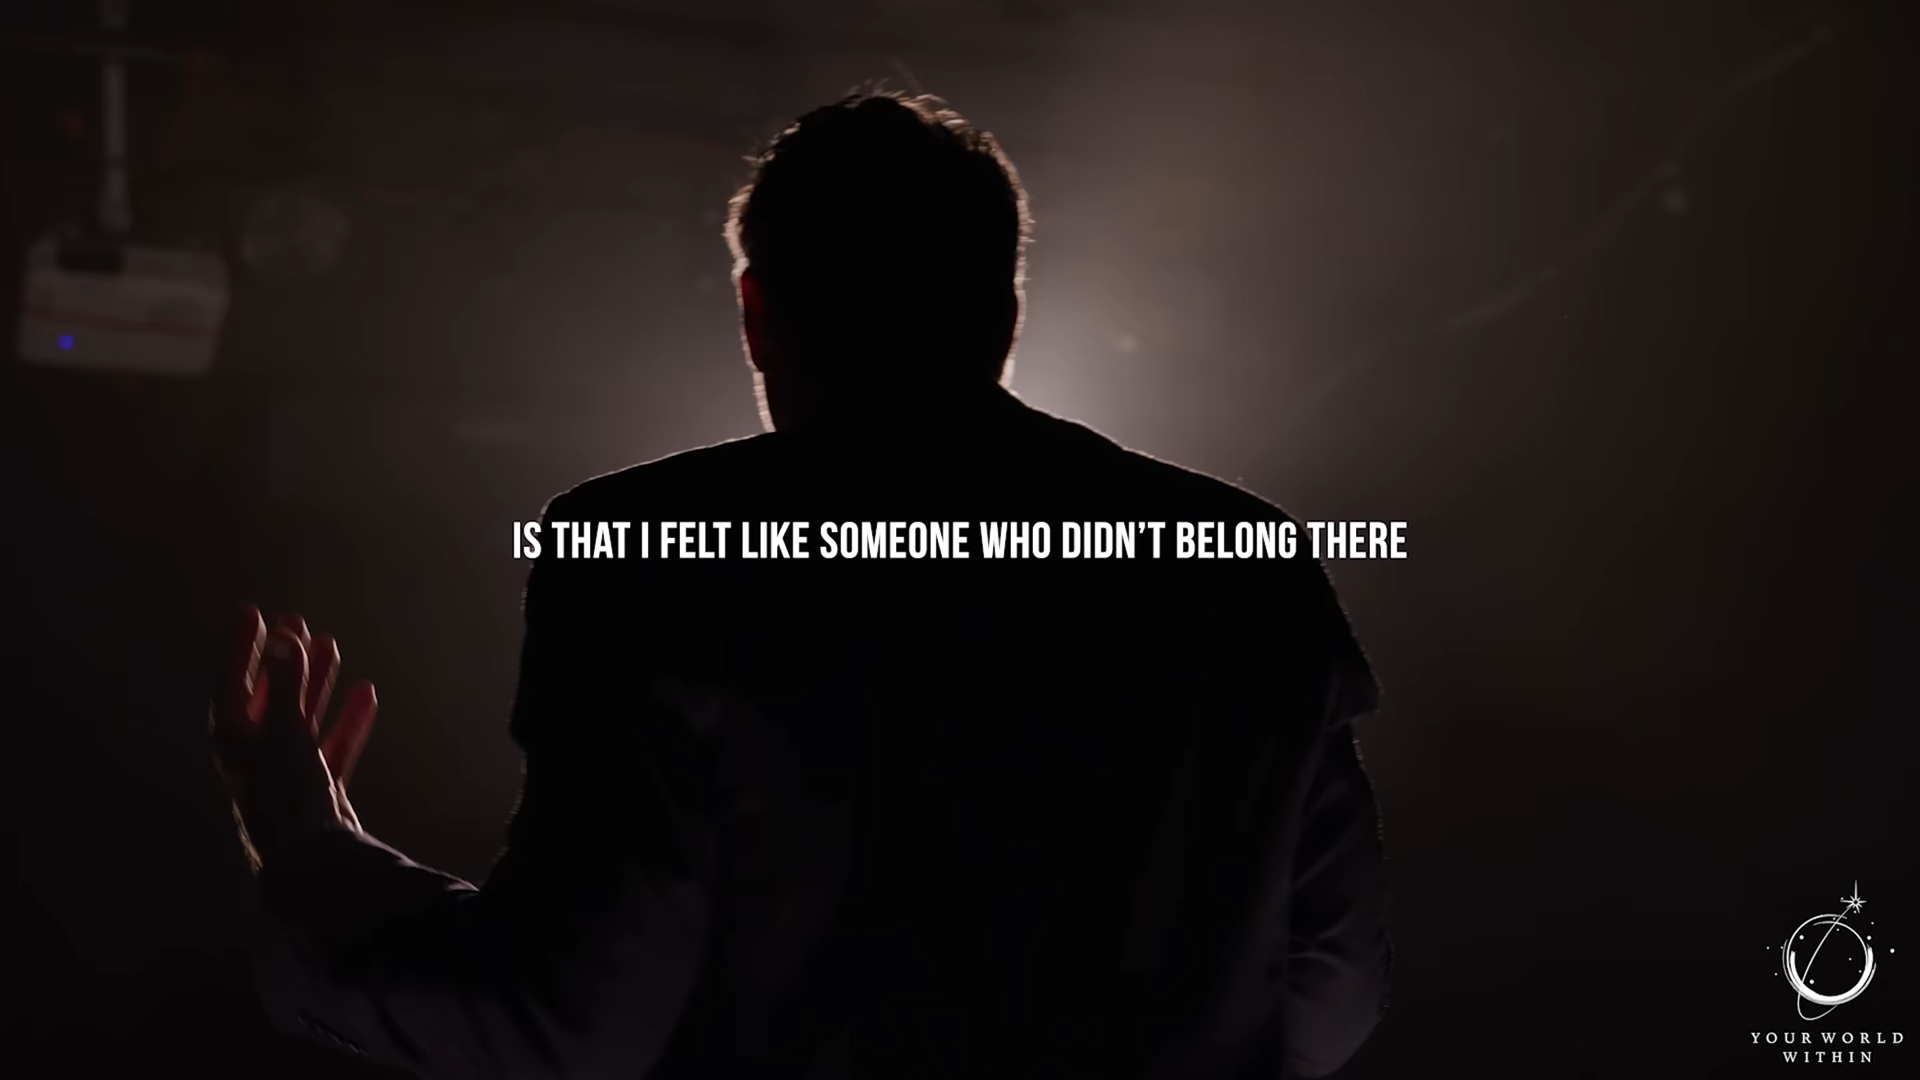 IS THAT I FELT LIKE SOMEONE WHO DIDN'T BELONG THERE
YOUR WORLD
WITHIN